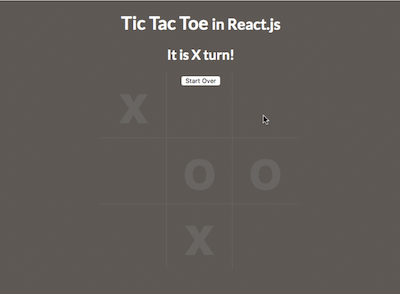 Tic Tac Toe in React.js
It is X turn!
Start Over
X
O O
X